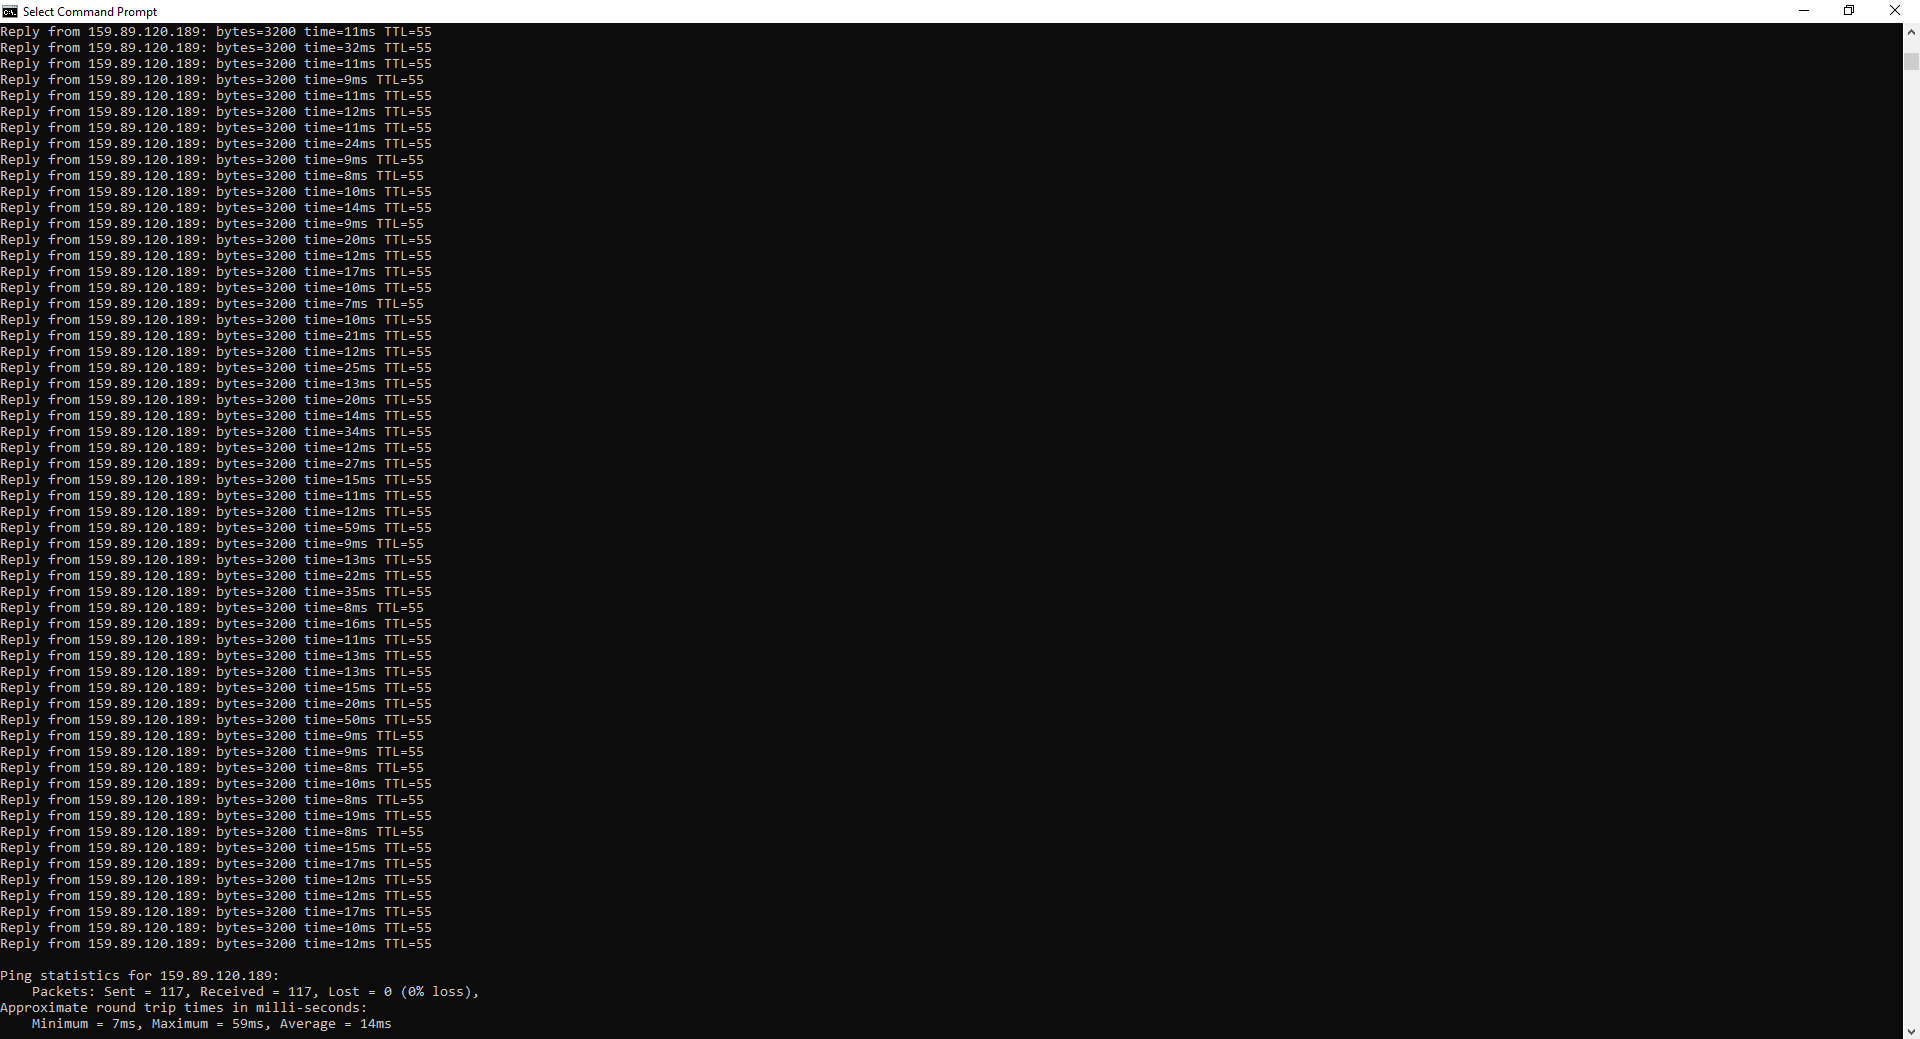 Select Command Prompt
Reply from 159.89.120.189: bytes=3200 time=11ms TTL=55
Reply from 159.89.120.189: bytes=3200 time=32ms TTL=55
Reply from 159.89.120.189: bytes=3200 time=11ms TTL=55
Reply from 159.89.120.189: bytes=3200 time=9ms TTL=55
Reply from 159.89.120.189: bytes=3200 time=11ms TTL=55
Reply from 159.89.120.189: bytes=3200 time=12ms TTL=55
Reply from 159.89.120.189: bytes=3200 time=11ms TTL=55
Reply from 159.89.120.189: bytes=3200 time=24ms TTL=55
Reply from 159.89.120.189: bytes=3200 time=9ms TTL=55
Reply from 159.89.120.189: bytes=3200 time=8ms TTL=55
Reply from 159.89.120.189: bytes=3200 time=10ms TTL=55
Reply from 159.89.120.189: bytes=3200 time=14ms TTL=55
Reply from 159.89.120.189: bytes=3200 time=9ms TTL=55
Reply from 159.89.120.189: bytes=3200 time=20ms TTL=55
Reply from 159.89.120.189: bytes=3200 time=12ms TTL=55
Reply from 159.89.120.189: bytes=3200 time=17ms TTL=55
Reply from 159.89.120.189: bytes=3200 time=10ms TTL=55
Reply from 159.89.120.189: bytes=3200 time=7ms TTL=55
Reply from 159.89.120.189: bytes=3200 time=10ms TTL=55
Reply from 159.89.120.189: bytes=3200 time=21ms TTL=55
Reply from 159.89.120.189: bytes=3200 time=12ms TTL=55
Reply from 159.89.120.189: bytes=3200 time=25ms TTL=55
Reply from 159.89.120.189: bytes=3200 time=13ms TTL=55
Reply from 159.89.120.189: bytes=3200 time=20ms TTL=55
Reply from 159.89.120.189: bytes=3200 time=14ms TTL=55
Reply from 159.89.120.189: bytes=3200 time=34ms TTL=55
Reply from 159.89.120.189: bytes=3200 time=12ms TTL=55
Reply from 159.89.120.189: bytes=3200 time=27ms TTL=55
Reply from 159.89.120.189: bytes=3200 time=15ms TTL=55
Reply from 159.89.120.189: bytes=3200 time=11ms TTL=55
Reply from 159.89.120.189: bytes=3200 time=12ms TTL=55
Reply from 159.89.120.189: bytes=3200 time=59ms TTL=55
Reply from 159.89.120.189: bytes=3200 time=9ms TTL=55
Reply from 159.89.120.189: bytes=3200 time=13ms TTL=55
Reply from 159.89.120.189: bytes=3200 time=22ms TTL=55
Reply from 159.89.120.189: bytes=3200 time=35ms TTL=55
Reply from 159.89.120.189: bytes=3200 time=8ms TTL=55
Reply from 159.89.120.189: bytes=3200 time=16ms TTL=55
Reply from 159.89.120.189: bytes=3200 time=11ms TTL=55
Reply from 159.89.120.189: bytes=3200 time=13ms TTL=55
Reply from 159.89.120.189: bytes=3200 time=13ms TTL=55
Reply from 159.89.120.189: bytes=3200 time=15ms TTL=55
Reply from 159.89.120.189: bytes=3200 time=20ms TTL=55
Reply from 159.89.120.189: bytes=3200 time=50ms TTL=55
Reply from 159.89.120.189: bytes=3200 time=9ms TTL=55
Reply from 159.89.120.189: bytes=3200 time=9ms TTL=55
Reply from 159.89.120.189: bytes=3200 time=8ms TTL=55
Reply from 159.89.120.189: bytes=3200 time=10ms TTL=55
Reply from 159.89.120.189: bytes=3200 time=8ms TTL=55
Reply from 159.89.120.189: bytes=3200 time=19ms TTL=55
Reply from 159.89.120.189: bytes=3200 time=8ms TTL=55
Reply from 159.89.120.189: bytes=3200 time=15ms TTL=55
Reply from 159.89.120.189: bytes=3200 time=17ms TTL=55
Reply from 159.89.120.189: bytes=3200 time=12ms TTL=55
Reply from 159.89.120.189: bytes=3200 time=12ms TTL=55
Reply from 159.89.120.189: bytes=3200 time=17ms TTL=55
Reply from 159.89.120.189: bytes=3200 time=10ms TTL=55
Reply from 159.89.120.189: bytes=3200 time=12ms TTL=55
Ping statistics for 159.89.120.189:
Packets: Sent = 117, Received = 117, Lost = 0 (0% loss),
Approximate round trip times in milli-seconds:
Minimum = 7ms, Maximum = 59ms, Average = 14ms